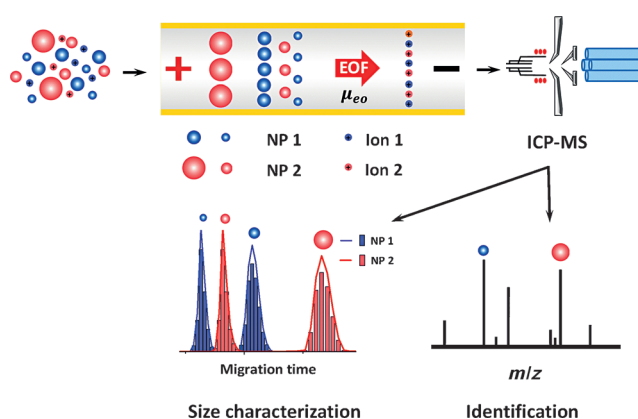 + EOF −
μeo
ICP-MS
NP 1 Ion 1
NP 2 Ion 2
NP 1
NP 2
Migration time
m/z
Size characterization Identification